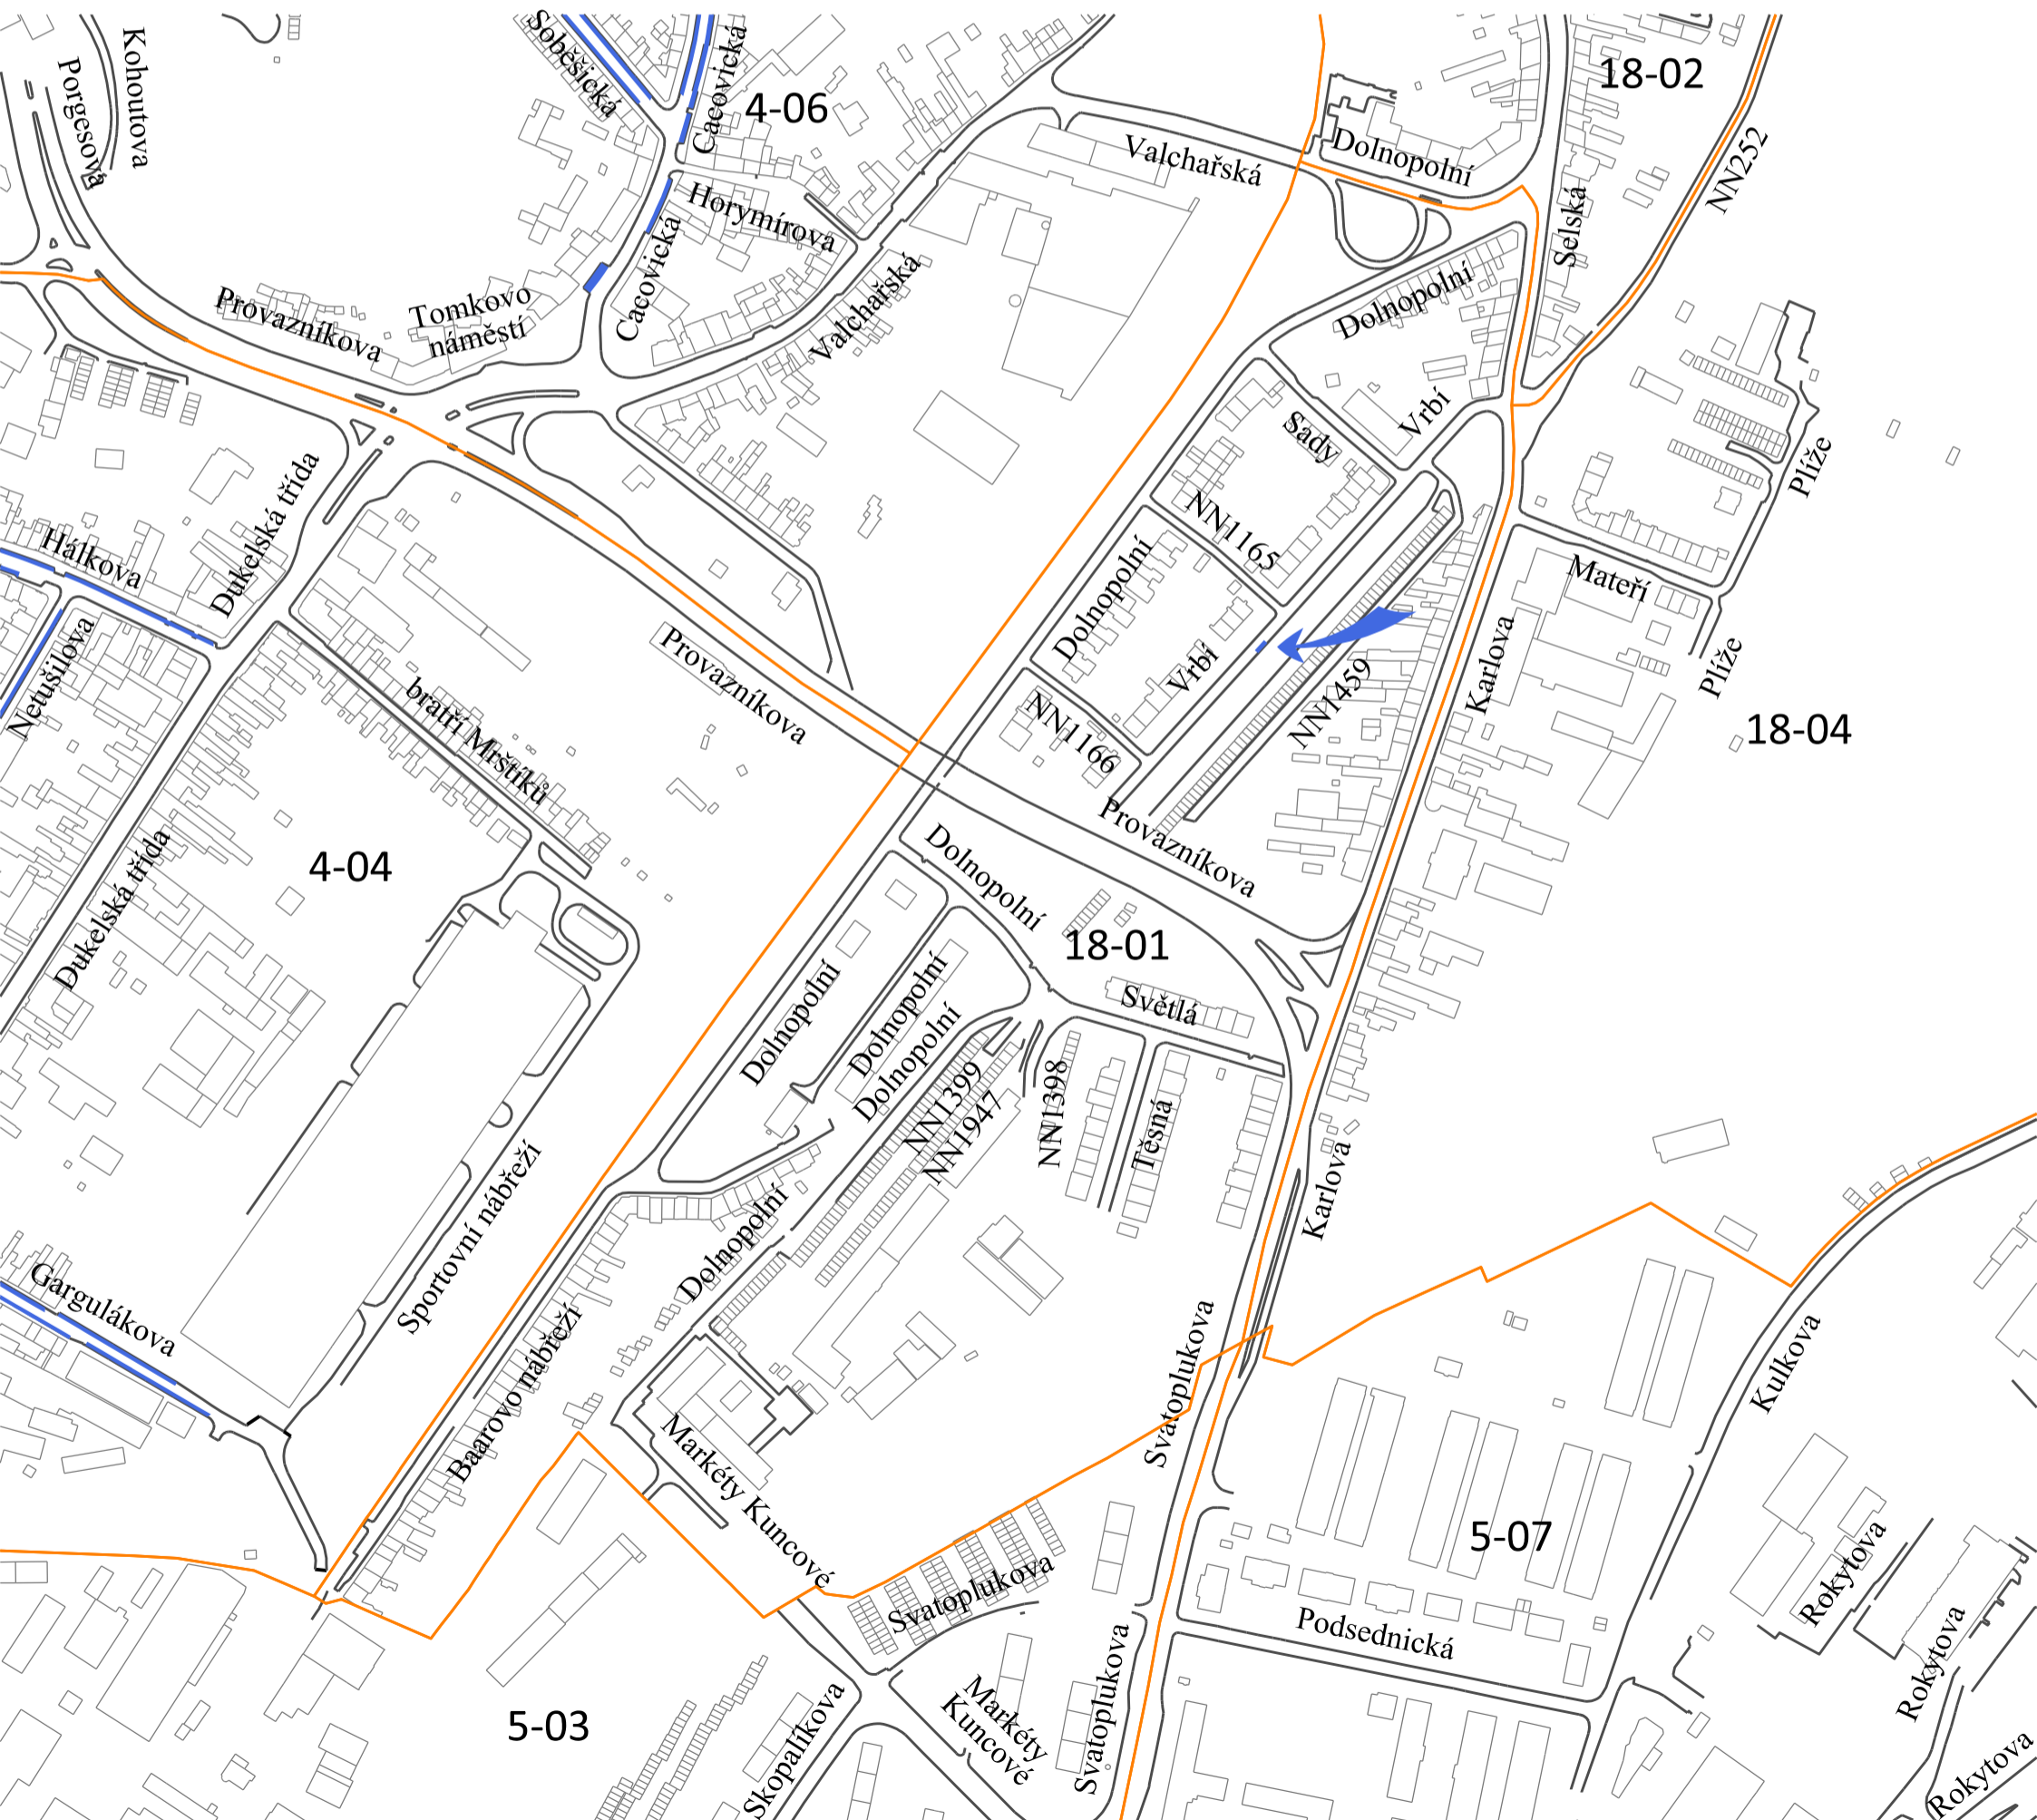 Soběšická
Cacovická
4-06
18-02
Kohoutova
Porgesova
Valchařská
Dolnopolní
NN252
Horymírova
Selská
Cacovická
Valchařská
Dolnopolní
Provazníkova
Tomkovo
náměstí
Sady
Vrbí
Plíže
Dukelská třída
Hálkova
NN1165
Dolnopolní
Mateří
Netušilova
Provazníkova
Vrbí
NN1459
Karlova
Plíže
18-04
bratří Mrštíků
NN1166
Provazníkova
4-04
Dukelská třída
Dolnopolní
18-01
Dolnopolní
Dolnopolní
Dolnopolní
Světlá
NN1399
NN1947
NN1398
Těsná
Karlova
Sportovní nábřeží
Dolnopolní
Gargulákova
Baarovo nábřeží
Svatoplukova
Kulkova
Markéty Kuncové
5-07
Svatoplukova
Podsednická
Rokytova
Rokytova
Svatoplukova
5-03
Skopalíkova
Markéty
Kuncové
Rokytova